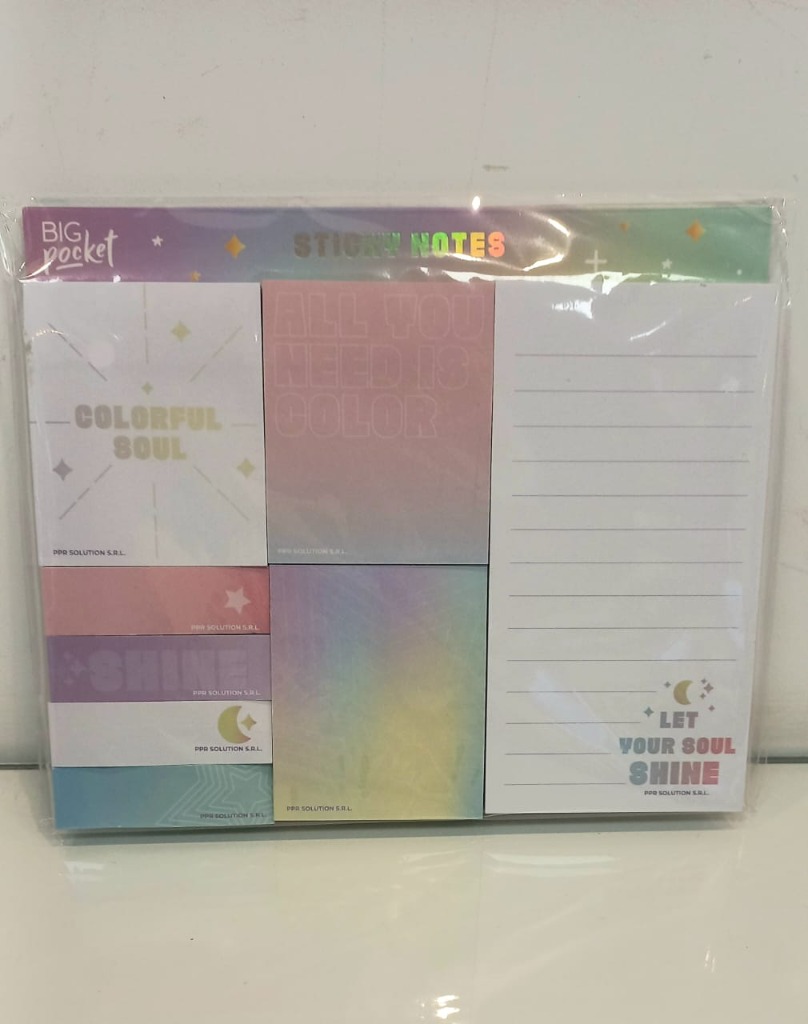 BIG
pocket
STICKY NOTES
COLORFUL
SOUL
PPR SOLUTION S.R.L.
ALL YOU
NEED IS
COLOR
PPR SOLUTION S.R.L.
PPR SOLUTION S.R.L.
SHINE
PPR SOLUTION S.R.L.
PPR SOLUTION S.R.L.
PPR SOLUTION S.R.L.
PPR SOLUTION S.R.L.
LET
YOUR SOUL
SHINE
PPR SOLUTION S.R.L.